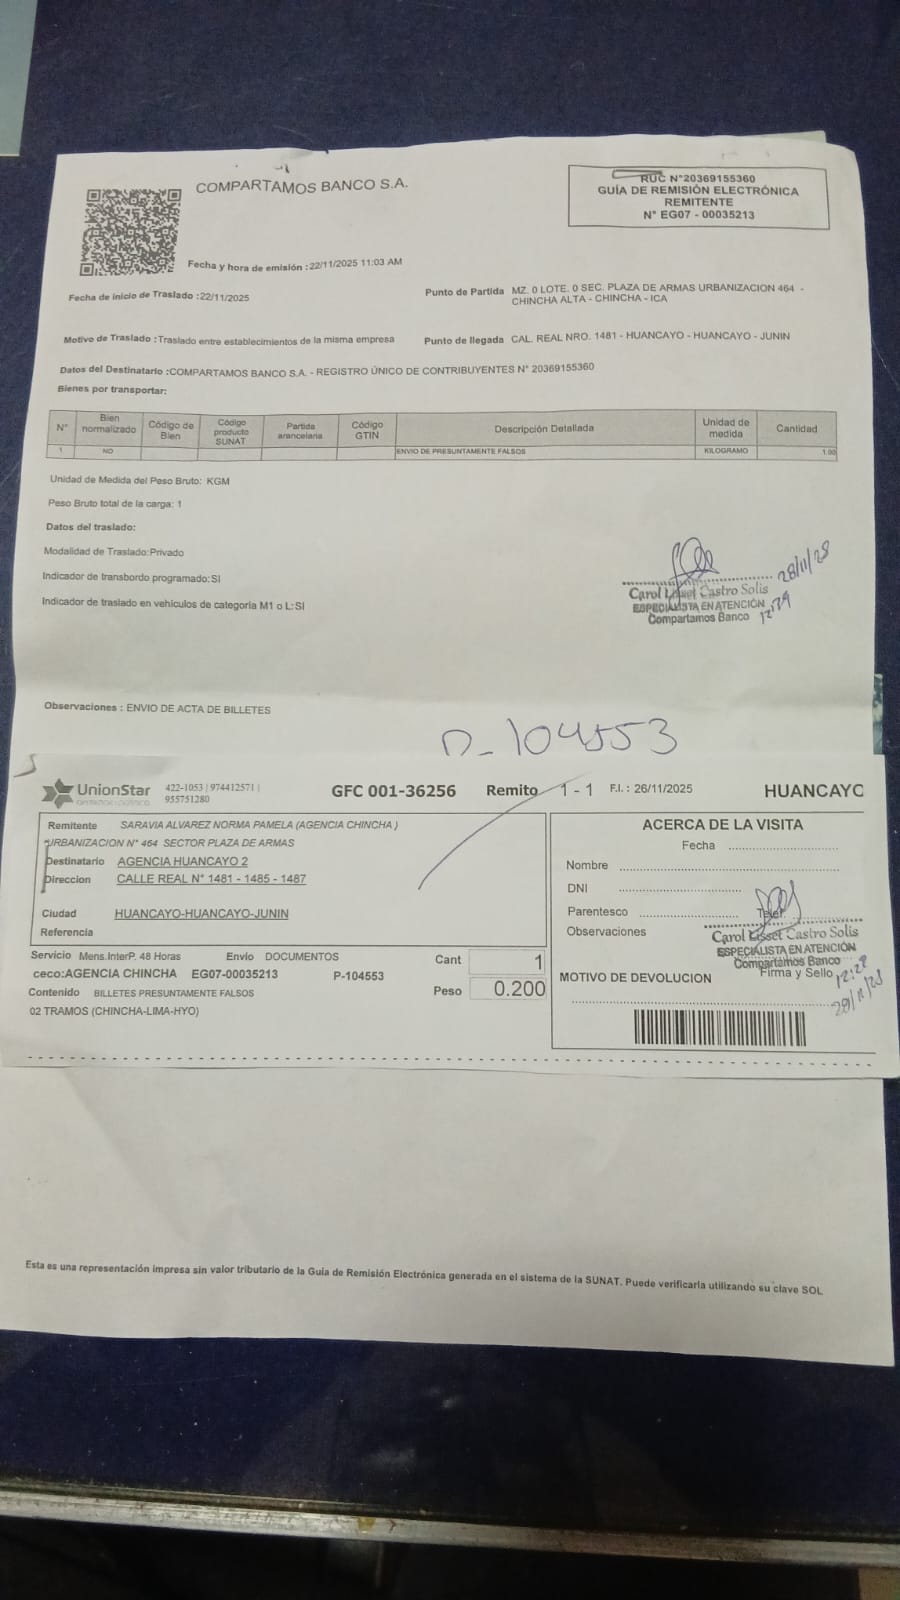 COMPARTAMOS BANCO S.A.
RUC N°20369155360
GUÍA DE REMISIÓN ELECTRÓNICA
REMITENTE
N° EG07 - 00035213
Fecha y hora de emisión :22/11/2025 11:03 AM
Fecha de inicio de Traslado :22/11/2025
Punto de Partida MZ. 0 LOTE. 0 SEC. PLAZA DE ARMAS URBANIZACION 464 -
CHINCHA ALTA - CHINCHA - ICA
Motivo de Traslado :Traslado entre establecimientos de la misma empresa
Punto de llegada CAL. REAL NRO. 1481 - HUANCAYO - HUANCAYO - JUNIN
Datos del Destinatario :COMPARTAMOS BANCO S.A. - REGISTRO ÚNICO DE CONTRIBUYENTES N° 20369155360
Bienes por transportar:
N° Bien normalizado Código de Bien Código producto SUNAT Partida arancelaria Código GTIN Descripción Detallada Unidad de medida Cantidad
1 NO ENVIO DE PRESUNTAMENTE FALSOS KILOGRAMO 1.00
Unidad de Medida del Peso Bruto: KGM
Peso Bruto total de la carga: 1
Datos del traslado:
Modalidad de Traslado:Privado
Indicador de transbordo programado:SI
Indicador de traslado en vehículos de categoría M1 o L:SI
28/11/28
Carol Lisset Castro Solis
ESPECIALISTA EN ATENCIÓN
Compartamos Banco
Observaciones : ENVIO DE ACTA DE BILLETES
104553
UnionStar
OPERADOR LOGÍSTICO
422-1053 | 974412571 |
955751280
GFC 001-36256
Remito 1 - 1
F.I. : 26/11/2025
HUANCAYO
Remitente SARAVIA ALVAREZ NORMA PAMELA (AGENCIA CHINCHA )
URBANIZACION N° 464 SECTOR PLAZA DE ARMAS
Destinatario AGENCIA HUANCAYO 2
Direccion CALLE REAL N° 1481 - 1485 - 1487
Ciudad HUANCAYO-HUANCAYO-JUNIN
Referencia
Servicio Mens.InterP. 48 Horas Envio DOCUMENTOS
ceco:AGENCIA CHINCHA EG07-00035213 P-104553
Contenido BILLETES PRESUNTAMENTE FALSOS
02 TRAMOS (CHINCHA-LIMA-HYO)
Cant 1
Peso 0.200
ACERCA DE LA VISITA
Fecha
Nombre
DNI
Parentesco
Telef
Observaciones
Carol Lisset Castro Solis
ESPECIALISTA EN ATENCIÓN
Compartamos Banco
Firma y Sello
MOTIVO DE DEVOLUCION
Esta es una representación impresa sin valor tributario de la Guía de Remisión Electrónica generada en el sistema de la SUNAT. Puede verificarla utilizando su clave SOL